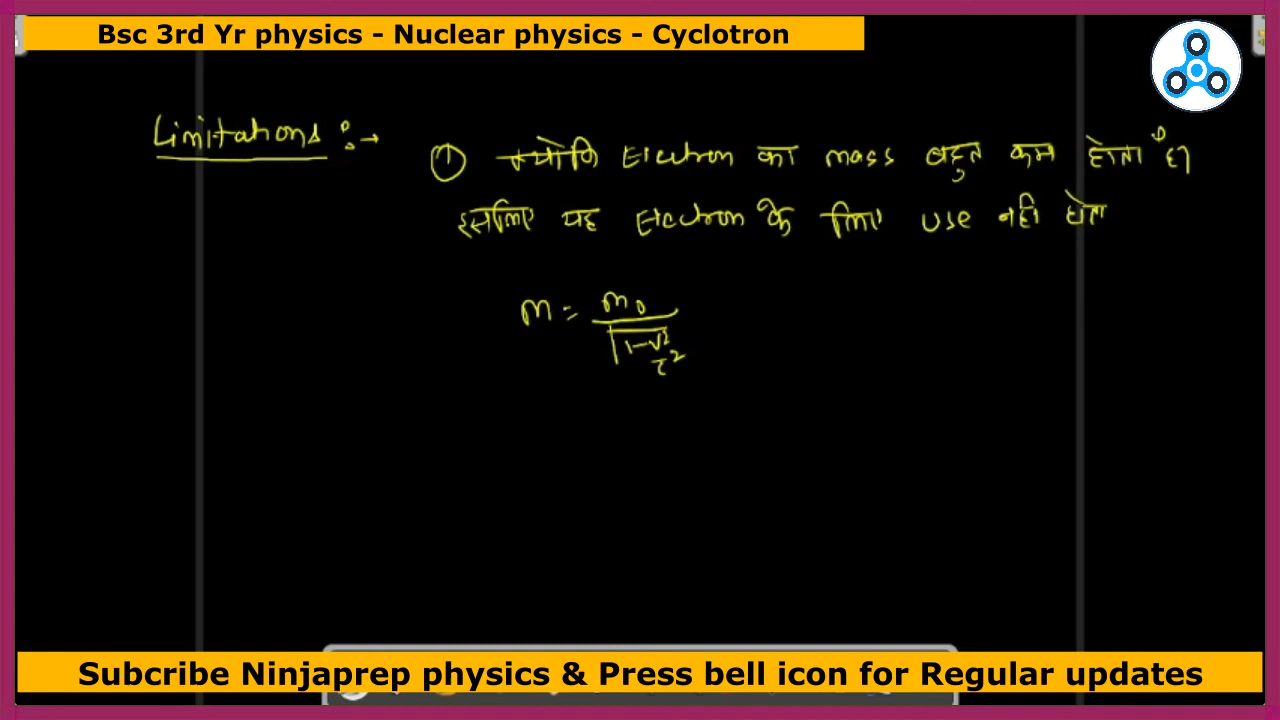 Bsc 3rd Yr physics - Nuclear physics - Cyclotron
Limitations :→
① क्योकि Electron का mass बहुत कम होता है।
इसलिए यह Electron के लिए use नही होता
m = m₀ / √1-v²/c²
Subcribe Ninjaprep physics & Press bell icon for Regular updates